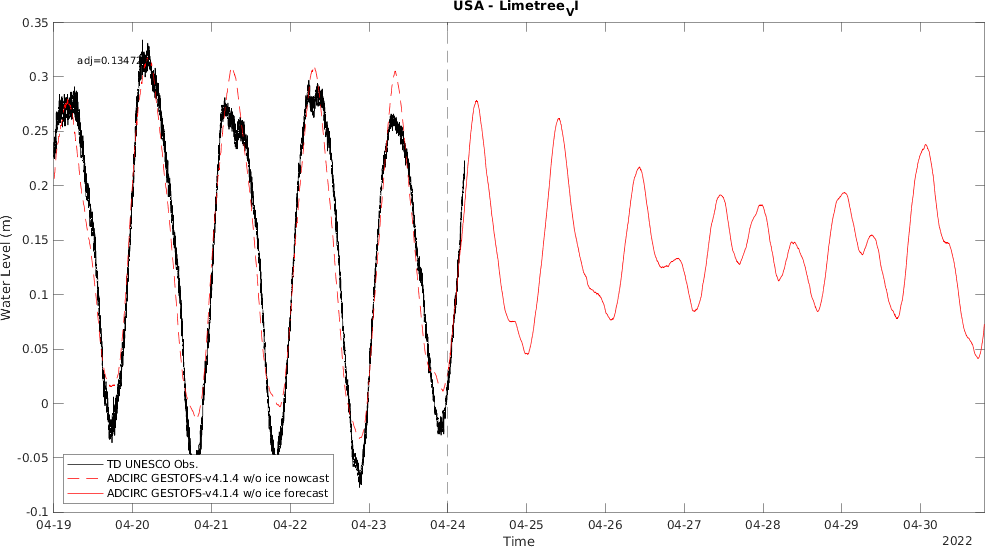 USA - LimetreeVI
0.35
adj=0.13472
0.3
0.25
0.2
0.15
0.1
0.05
0
-0.05
-0.1
Water Level (m)
TD UNESCO Obs.
ADCIRC GESTOFS-v4.1.4 w/o ice nowcast
ADCIRC GESTOFS-v4.1.4 w/o ice forecast
04-19 04-20 04-21 04-22 04-23 04-24 04-25 04-26 04-27 04-28 04-29 04-30
Time
2022